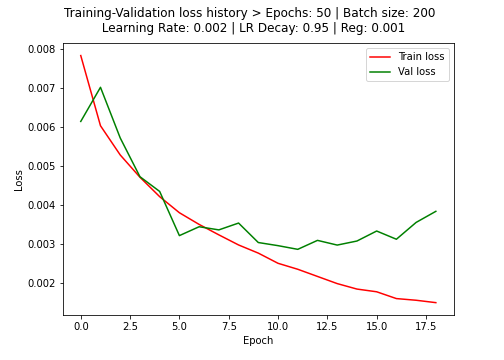 Training-Validation loss history > Epochs: 50 | Batch size: 200
Learning Rate: 0.002 | LR Decay: 0.95 | Reg: 0.001
0.008
0.007
0.006
0.005
0.004
0.003
0.002
Loss
Train loss
Val loss
0.0 2.5 5.0 7.5 10.0 12.5 15.0 17.5
Epoch